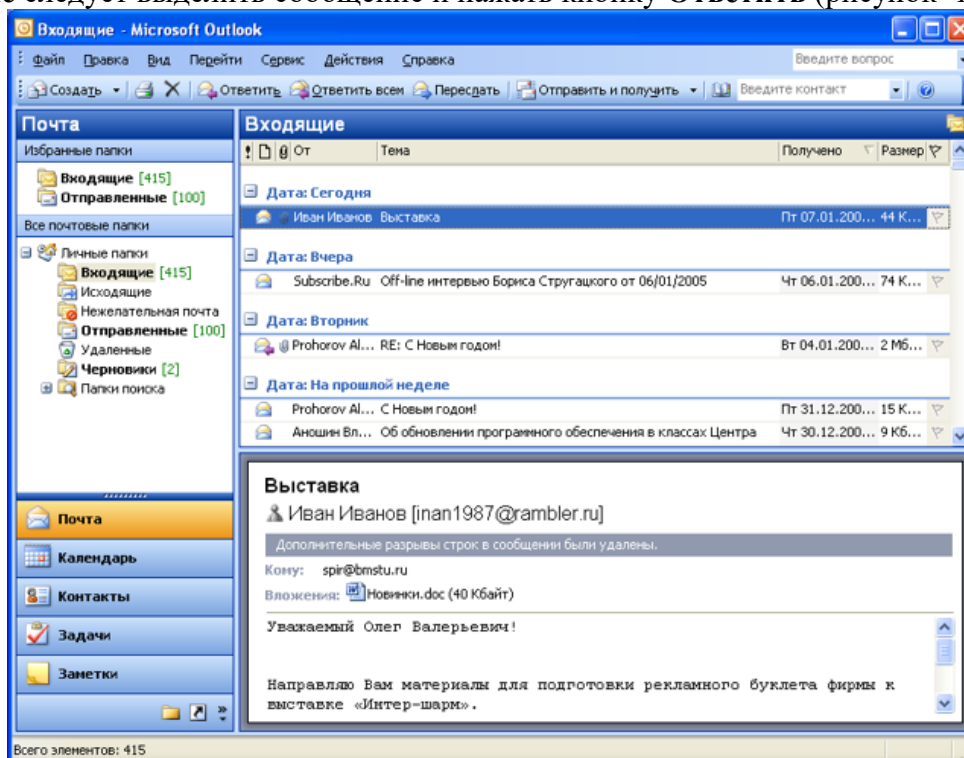 следует выделить сообщение и нажать кнопку Ответить (рисунок
Входящие - Microsoft Outlook
Файл Правка Вид Перейти Сервис Действия Справка Введите вопрос
Создать Ответить Ответить всем Переслать Отправить и получить Введите контакт
Почта
Избранные папки
Входящие [415]
Отправленные [100]
Все почтовые папки
Личные папки
Входящие [415]
Исходящие
Нежелательная почта
Отправленные [100]
Удаленные
Черновики [2]
Папки поиска
Почта
Календарь
Контакты
Задачи
Заметки
Входящие
От Тема Получено Размер
Дата: Сегодня
Иван Иванов Выставка Пт 07.01.200... 44 К...
Дата: Вчера
Subscribe.Ru Off-line интервью Бориса Стругацкого от 06/01/2005 Чт 06.01.200... 74 К...
Дата: Вторник
Prohorov Al... RE: С Новым годом! Вт 04.01.200... 2 Мб...
Дата: На прошлой неделе
Prohorov Al... С Новым годом! Пт 31.12.200... 15 К...
Аношин Вл... Об обновлении программного обеспечения в классах Центра Чт 30.12.200... 9 Кб...
Выставка
Иван Иванов [inan1987@rambler.ru]
Дополнительные разрывы строк в сообщении были удалены.
Кому: spir@bmstu.ru
Вложения: Новинки.doc (40 Кбайт)
Уважаемый Олег Валерьевич!
Направляю Вам материалы для подготовки рекламного буклета фирмы к
выставке «Интер-шарм».
Всего элементов: 415